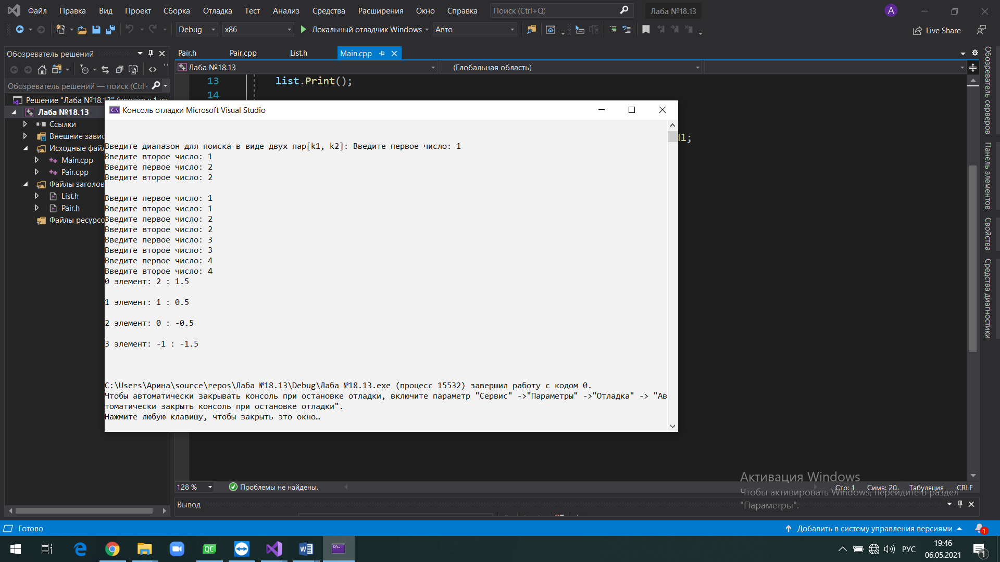 Файл Правка Вид Проект Сборка Отладка Тест Анализ Средства Расширения Окно Справка Поиск (Ctrl+Q) Лаба №18.13 A
Debug x86 Локальный отладчик Windows Авто Live Share
Обозреватель решений
Pair.h Pair.cpp List.h Main.cpp
Лаба №18.13 (Глобальная область)
13 list.Print();
14
Обозреватель решений — поиск (Ctrl+
Решение "Лаба №18.13" (проекты: 1 из
Лаба №18.13
Ссылки
Внешние завис
Исходные фай
Main.cpp
Pair.cpp
Файлы заголов
List.h
Pair.h
Файлы ресурсо
Консоль отладки Microsoft Visual Studio
Введите диапазон для поиска в виде двух пар[k1, k2]: Введите первое число: 1
Введите второе число: 1
Введите первое число: 2
Введите второе число: 2
Введите первое число: 1
Введите второе число: 1
Введите первое число: 2
Введите второе число: 2
Введите первое число: 3
Введите второе число: 3
Введите первое число: 4
Введите второе число: 4
0 элемент: 2 : 1.5
1 элемент: 1 : 0.5
2 элемент: 0 : -0.5
3 элемент: -1 : -1.5
C:\Users\Арина\source\repos\Лаба №18.13\Debug\Лаба №18.13.exe (процесс 15532) завершил работу с кодом 0.
Чтобы автоматически закрывать консоль при остановке отладки, включите параметр "Сервис" ->"Параметры" ->"Отладка" -> "Ав
томатически закрыть консоль при остановке отладки".
Нажмите любую клавишу, чтобы закрыть это окно…
dl;
Обозреватель серверов
Панель элементов
Свойства
Средства диагностики
Активация Windows
Чтобы активировать Windows, перейдите в раздел
"Параметры".
128 % Проблемы не найдены. Стр: 1 Симв: 20 Табуляция CRLF
Вывод
Готово Добавить в систему управления версиями 1
QC РУС 19:46
06.05.2021 1